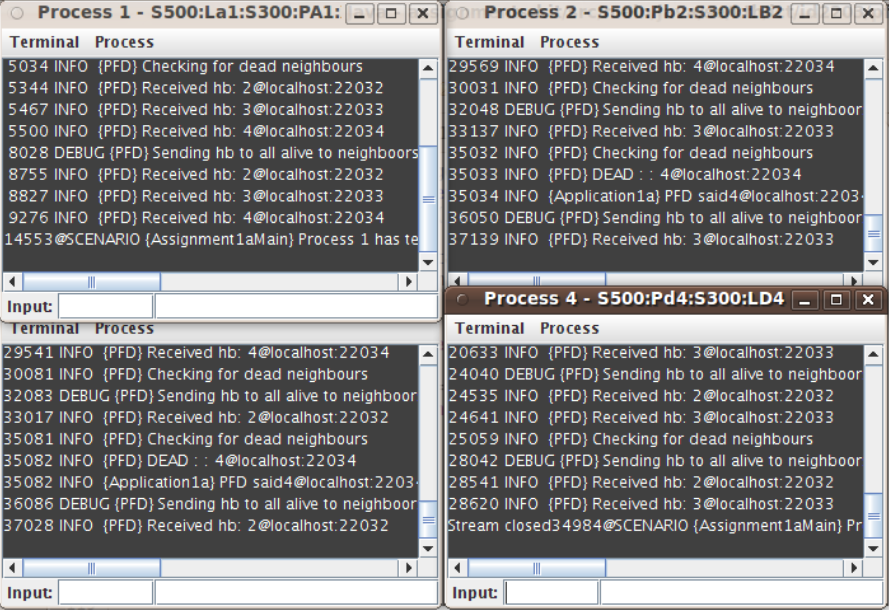 Process 1 - S500:La1:S300:PA1:
Terminal Process
5034 INFO {PFD} Checking for dead neighbours
5344 INFO {PFD} Received hb: 2@localhost:22032
5467 INFO {PFD} Received hb: 3@localhost:22033
5500 INFO {PFD} Received hb: 4@localhost:22034
8028 DEBUG {PFD} Sending hb to all alive to neighboors
8755 INFO {PFD} Received hb: 2@localhost:22032
8827 INFO {PFD} Received hb: 3@localhost:22033
9276 INFO {PFD} Received hb: 4@localhost:22034
14553@SCENARIO {Assignment1aMain} Process 1 has te
Input:
Process 2 - S500:Pb2:S300:LB2
Terminal Process
29569 INFO {PFD} Received hb: 4@localhost:22034
30031 INFO {PFD} Checking for dead neighbours
32048 DEBUG {PFD} Sending hb to all alive to neighboor
33137 INFO {PFD} Received hb: 3@localhost:22033
35032 INFO {PFD} Checking for dead neighbours
35033 INFO {PFD} DEAD : : 4@localhost:22034
35034 INFO {Application1a} PFD said4@localhost:2203
36050 DEBUG {PFD} Sending hb to all alive to neighboor
37139 INFO {PFD} Received hb: 3@localhost:22033
Terminal Process
29541 INFO {PFD} Received hb: 4@localhost:22034
30081 INFO {PFD} Checking for dead neighbours
32083 DEBUG {PFD} Sending hb to all alive to neighboor
33017 INFO {PFD} Received hb: 2@localhost:22032
35081 INFO {PFD} Checking for dead neighbours
35082 INFO {PFD} DEAD : : 4@localhost:22034
35082 INFO {Application1a} PFD said4@localhost:2203
36086 DEBUG {PFD} Sending hb to all alive to neighboor
37028 INFO {PFD} Received hb: 2@localhost:22032
Input:
Process 4 - S500:Pd4:S300:LD4
Terminal Process
20633 INFO {PFD} Received hb: 3@localhost:22033
24040 DEBUG {PFD} Sending hb to all alive to neighboor
24535 INFO {PFD} Received hb: 2@localhost:22032
24641 INFO {PFD} Received hb: 3@localhost:22033
25059 INFO {PFD} Checking for dead neighbours
28042 DEBUG {PFD} Sending hb to all alive to neighboor
28541 INFO {PFD} Received hb: 2@localhost:22032
28620 INFO {PFD} Received hb: 3@localhost:22033
Stream closed34984@SCENARIO {Assignment1aMain} Pr
Input: